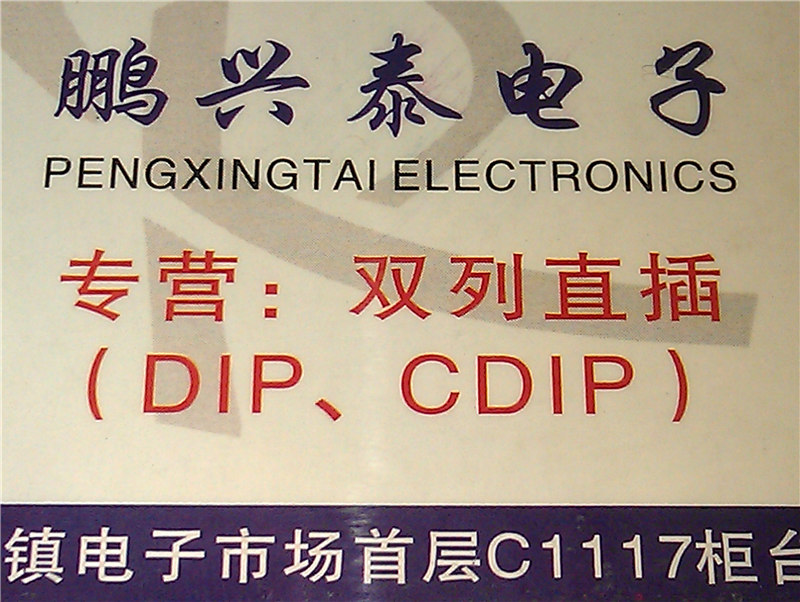 鹏兴泰电子
PENGXINGTAI ELECTRONICS
专营：双列直插
（DIP、CDIP）
镇电子市场首层C1117柜台